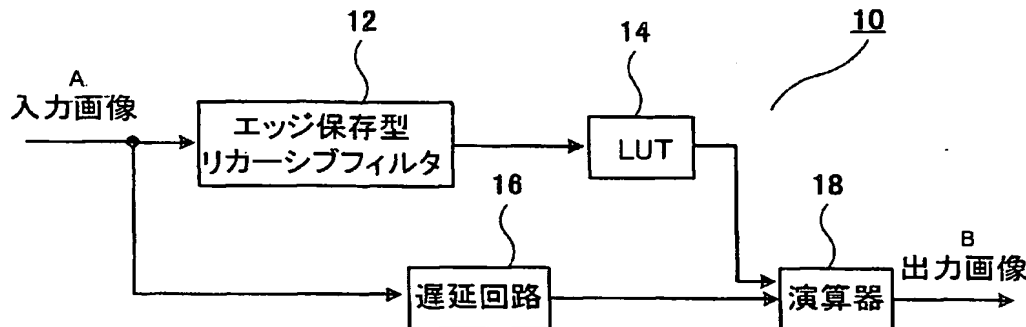 12
14
10
A
入力画像
エッジ保存型
リカーシブフィルタ
LUT
16
18
B
出力画像
遅延回路
演算器